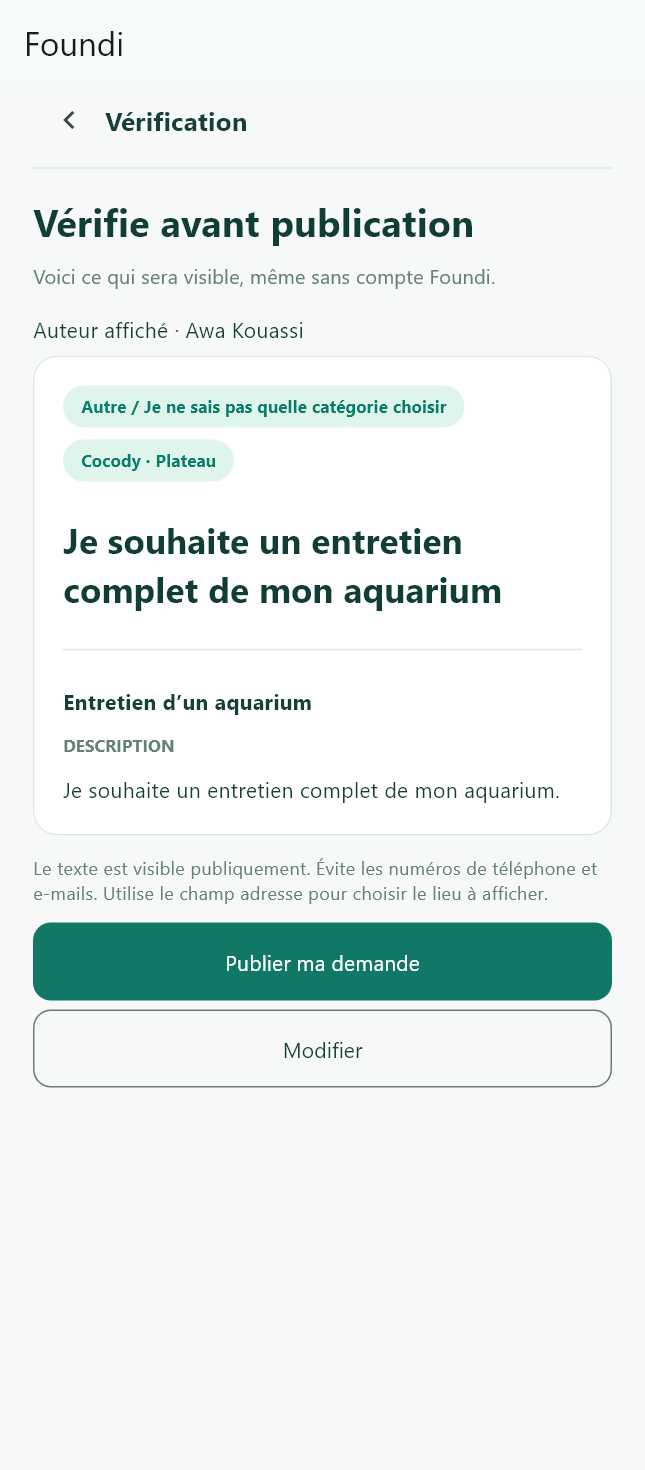 Foundi
Vérification
Vérifie avant publication
Voici ce qui sera visible, même sans compte Foundi.
Auteur affiché · Awa Kouassi
Autre / Je ne sais pas quelle catégorie choisir
Cocody · Plateau
Je souhaite un entretien
complet de mon aquarium
Entretien d’un aquarium
DESCRIPTION
Je souhaite un entretien complet de mon aquarium.
Le texte est visible publiquement. Évite les numéros de téléphone et
e-mails. Utilise le champ adresse pour choisir le lieu à afficher.
Publier ma demande
Modifier